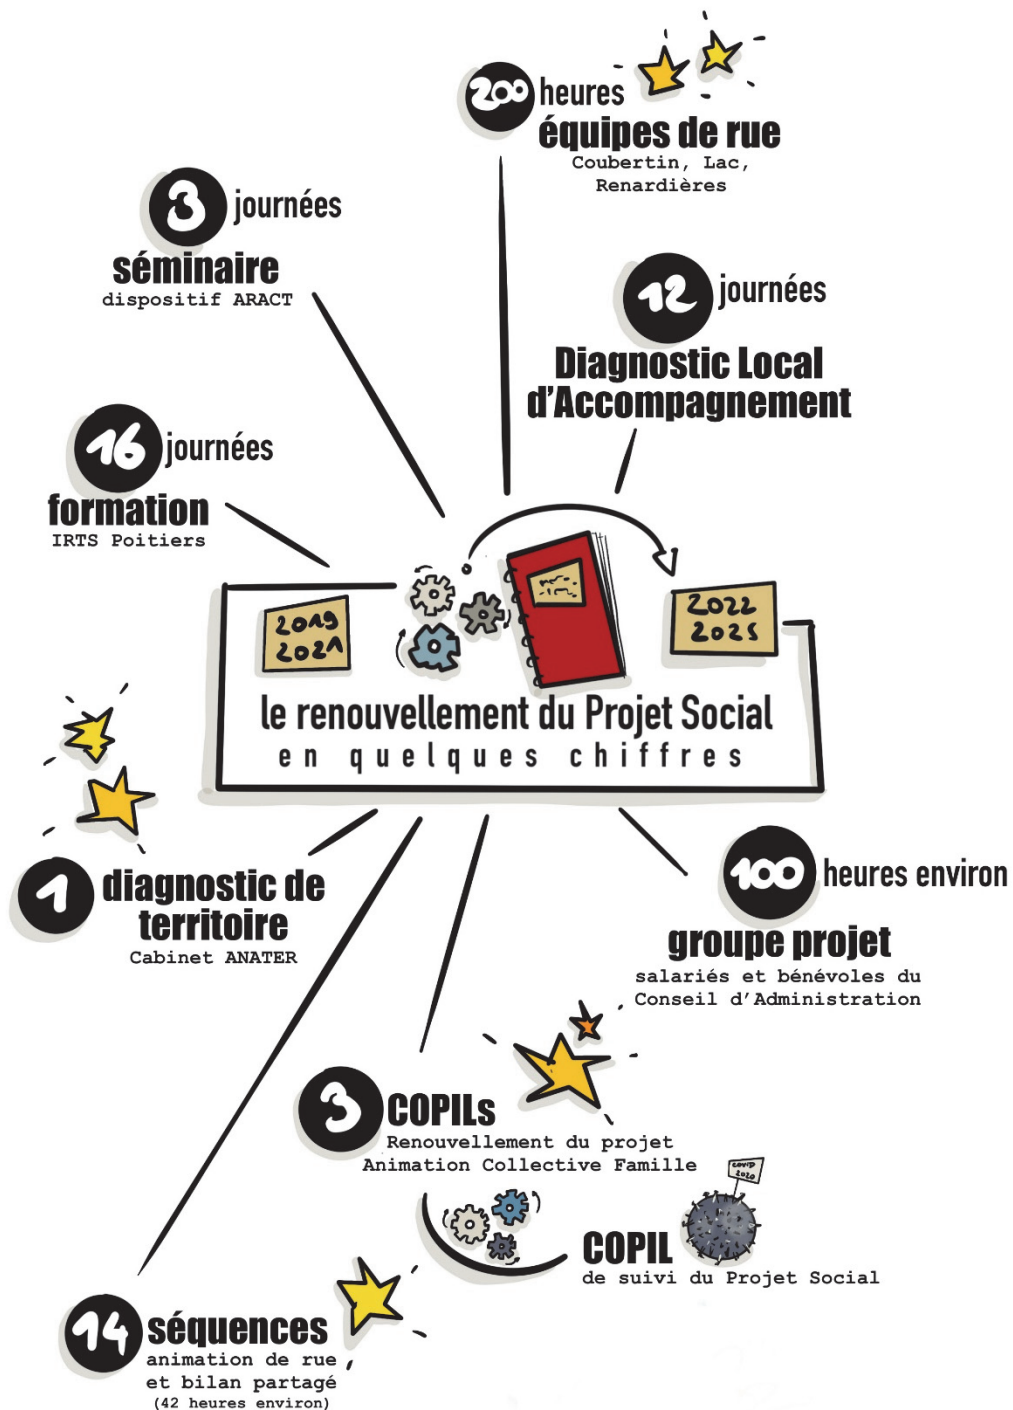 200 heures
équipes de rue
Coubertin, Lac,
Renardières
3 journées
séminaire
dispositif ARACT
12 journées
Diagnostic Local
d'Accompagnement
16 journées
formation
IRTS Poitiers
2019
2021
2022
2025
le renouvellement du Projet Social
en quelques chiffres
1 diagnostic de
territoire
Cabinet ANATER
100 heures environ
groupe projet
salariés et bénévoles du
Conseil d'Administration
3 COPILs
Renouvellement du projet
Animation Collective Famille
COVID
2020
COPIL
de suivi du Projet Social
14 séquences
animation de rue
et bilan partagé
(42 heures environ)